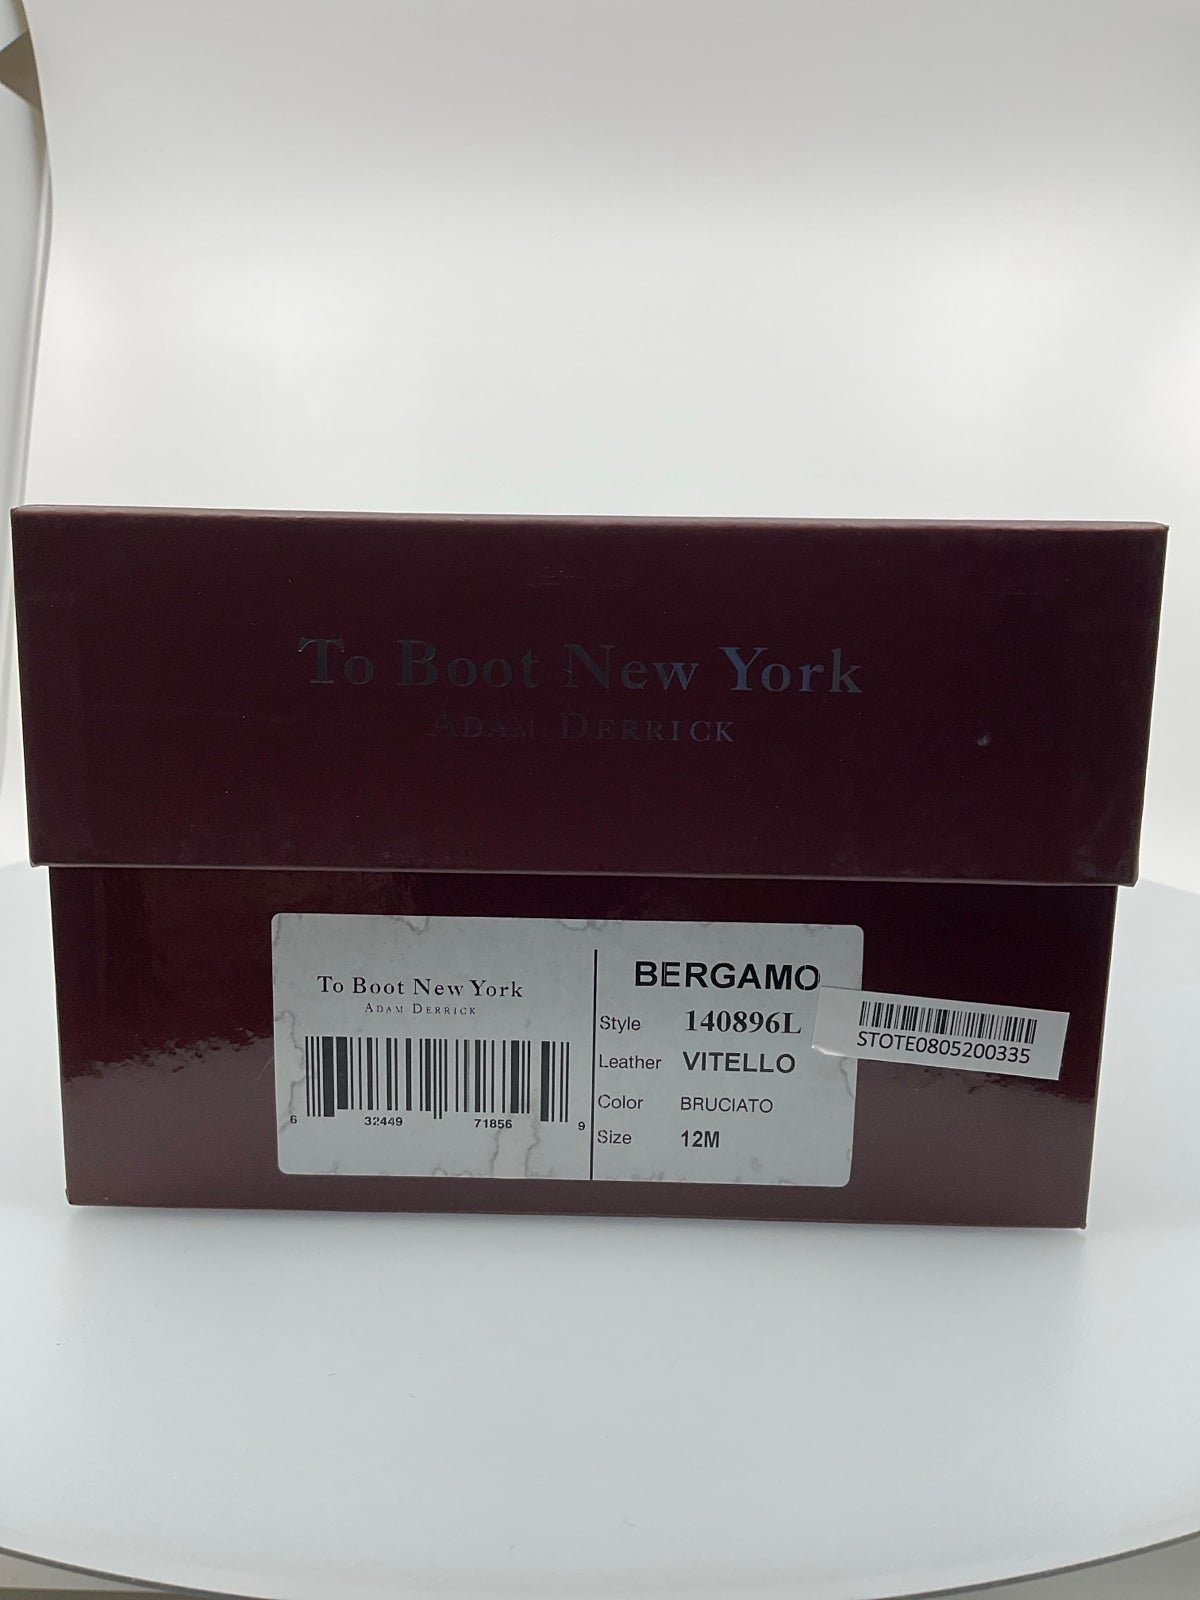 To Boot New York
ADAM DERRICK
To Boot New York
ADAM DERRICK
6 32449 71856 9
BERGAMO
Style 140896L
Leather VITELLO
Color BRUCIATO
Size 12M
STOTE0805200335